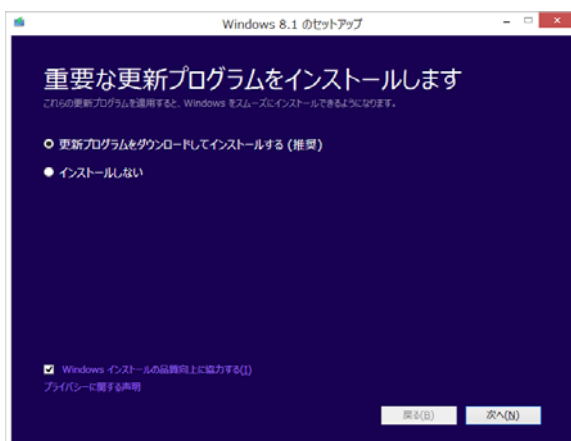 Windows 8.1 のセットアップ
重要な更新プログラムをインストールします
これらの更新プログラムを適用すると、Windows をスムーズにインストールできるようになります。
更新プログラムをダウンロードしてインストールする (推奨)
インストールしない
Windows インストールの品質向上に協力する(I)
プライバシーに関する声明
戻る(B)
次へ(N)